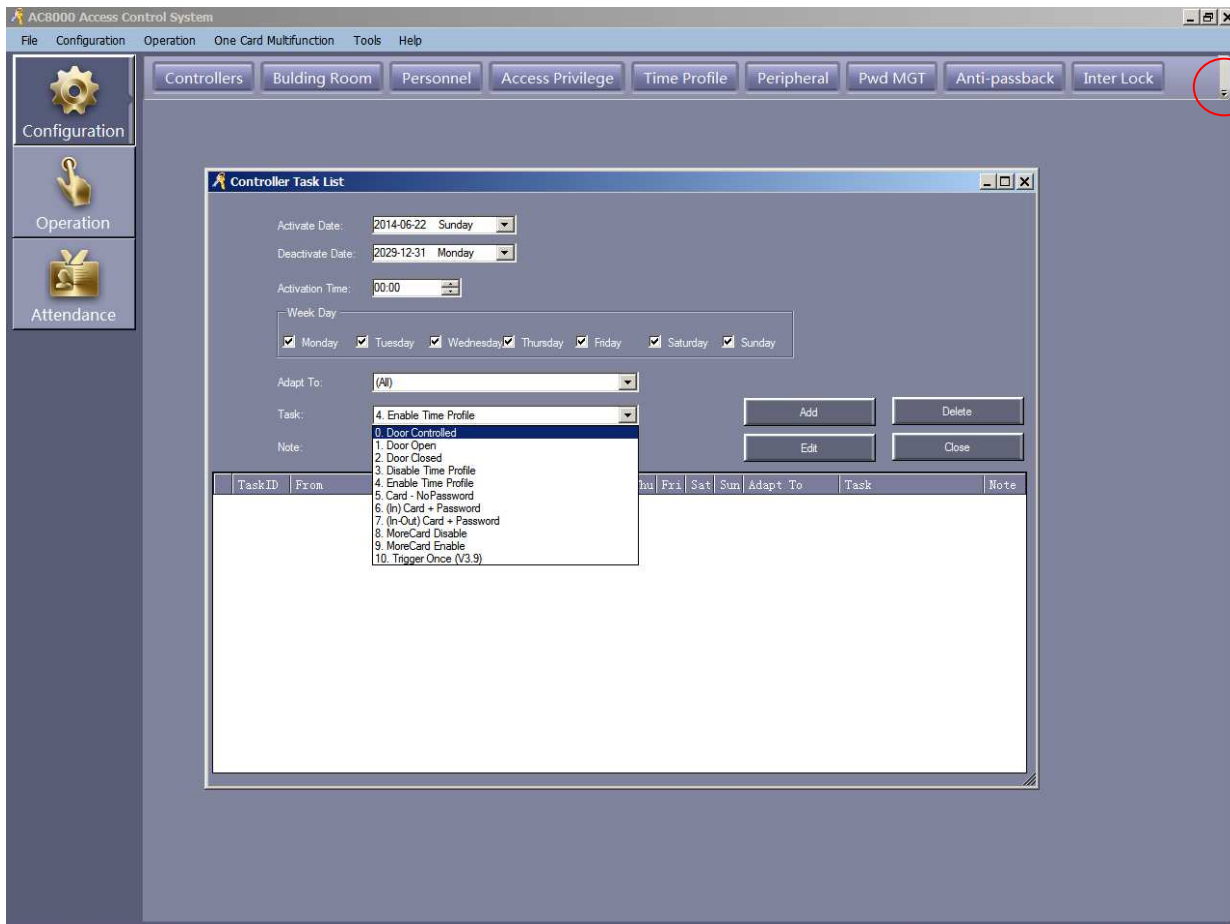 AC8000 Access Control System
File Configuration Operation One Card Multifunction Tools Help
Controllers Bulding Room Personnel Access Privilege Time Profile Peripheral Pwd MGT Anti-passback Inter Lock
Configuration
Operation
Attendance
Controller Task List
Activate Date: 2014-06-22 Sunday
Deactivate Date: 2029-12-31 Monday
Activation Time: 00:00
Week Day
Monday Tuesday Wednesday Thursday Friday Saturday Sunday
Adapt To: (All)
Task: 4. Enable Time Profile
Add Delete
Note:
Edit Close
0. Door Controlled
1. Door Open
2. Door Closed
3. Disable Time Profile
4. Enable Time Profile
5. Card - NoPassword
6. (In) Card + Password
7. (In-Out) Card + Password
8. MoreCard Disable
9. MoreCard Enable
10. Trigger Once (V3.9)
TaskID From hu Fri Sat Sun Adapt To Task Note